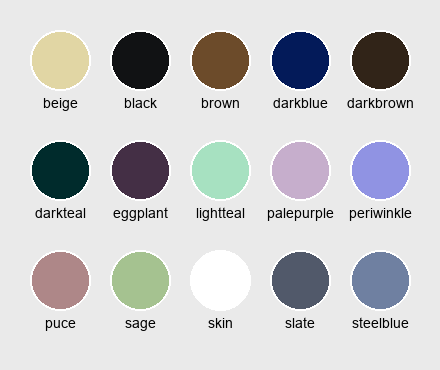 beige black brown darkblue darkbrown
darkteal eggplant lightteal palepurple periwinkle
puce sage skin slate steelblue